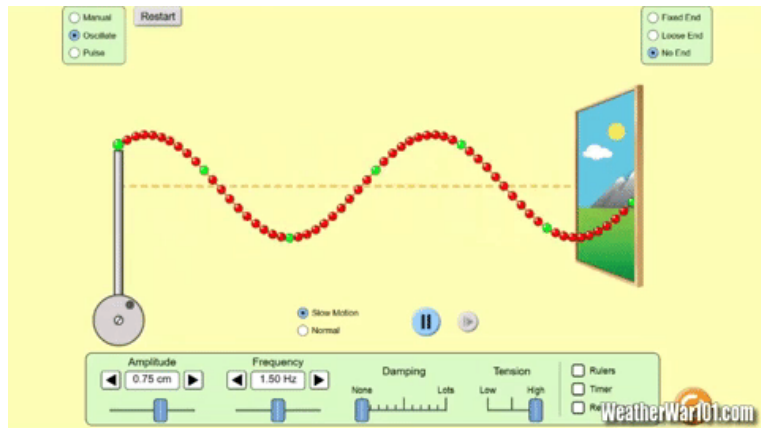 Manual
Restart
Oscillate
Pulse
Fixed End
Loose End
No End
Slow Motion
Normal
Amplitude
0.75 cm
Frequency
1.50 Hz
Damping
None
Lots
Tension
Low
High
Rulers
Timer
WeatherWar101.com